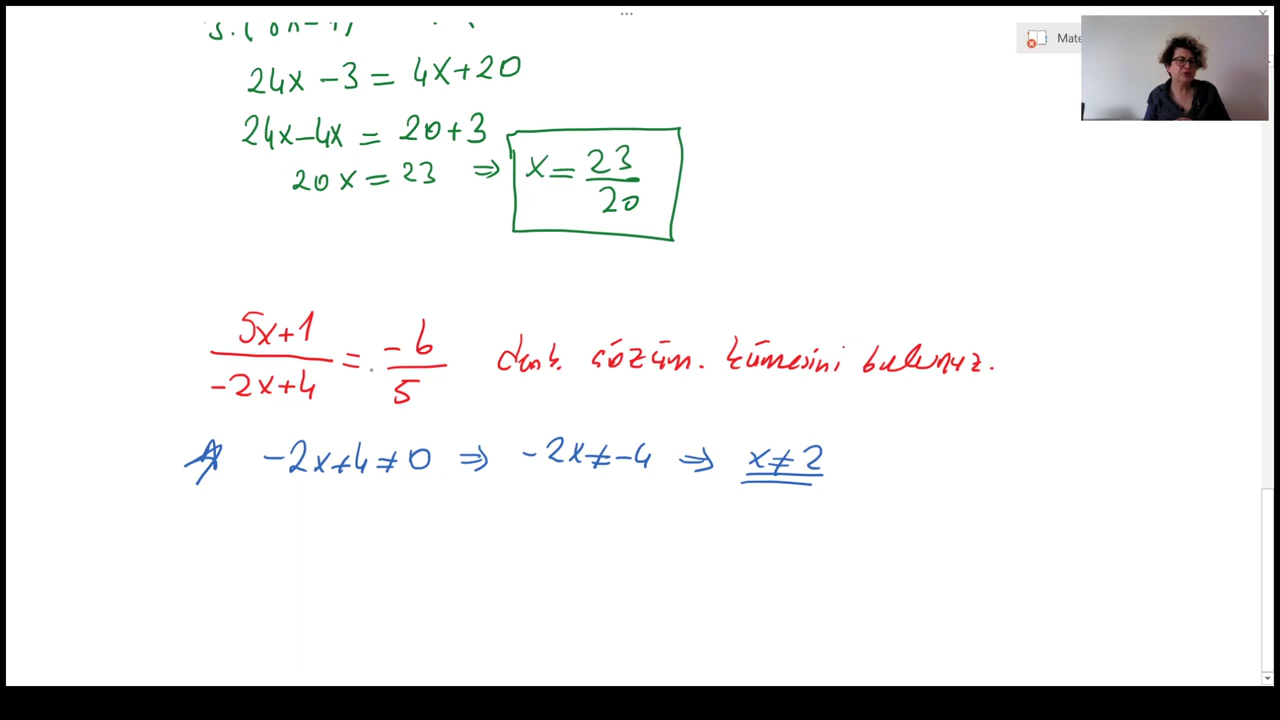 24x - 3 = 4x + 20
24x - 4x = 20 + 3
20x = 23 ⇒ x = 23/20
(5x+1)/(-2x+4) = -6/5 denk. çözüm. kümesini bulunuz.
-2x+4 ≠ 0 ⇒ -2x ≠ -4 ⇒ x ≠ 2